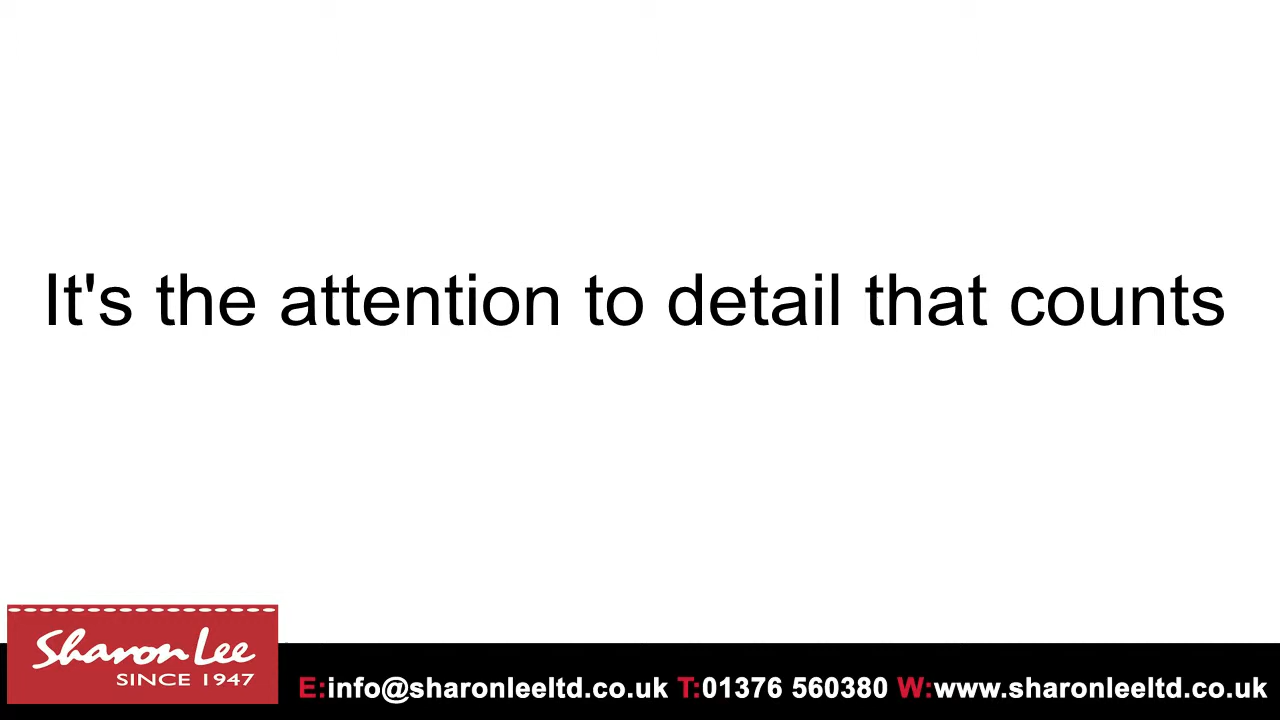 It's the attention to detail that counts
Sharon Lee
SINCE 1947
E:info@sharonleeltd.co.uk T:01376 560380 W:www.sharonleeltd.co.uk